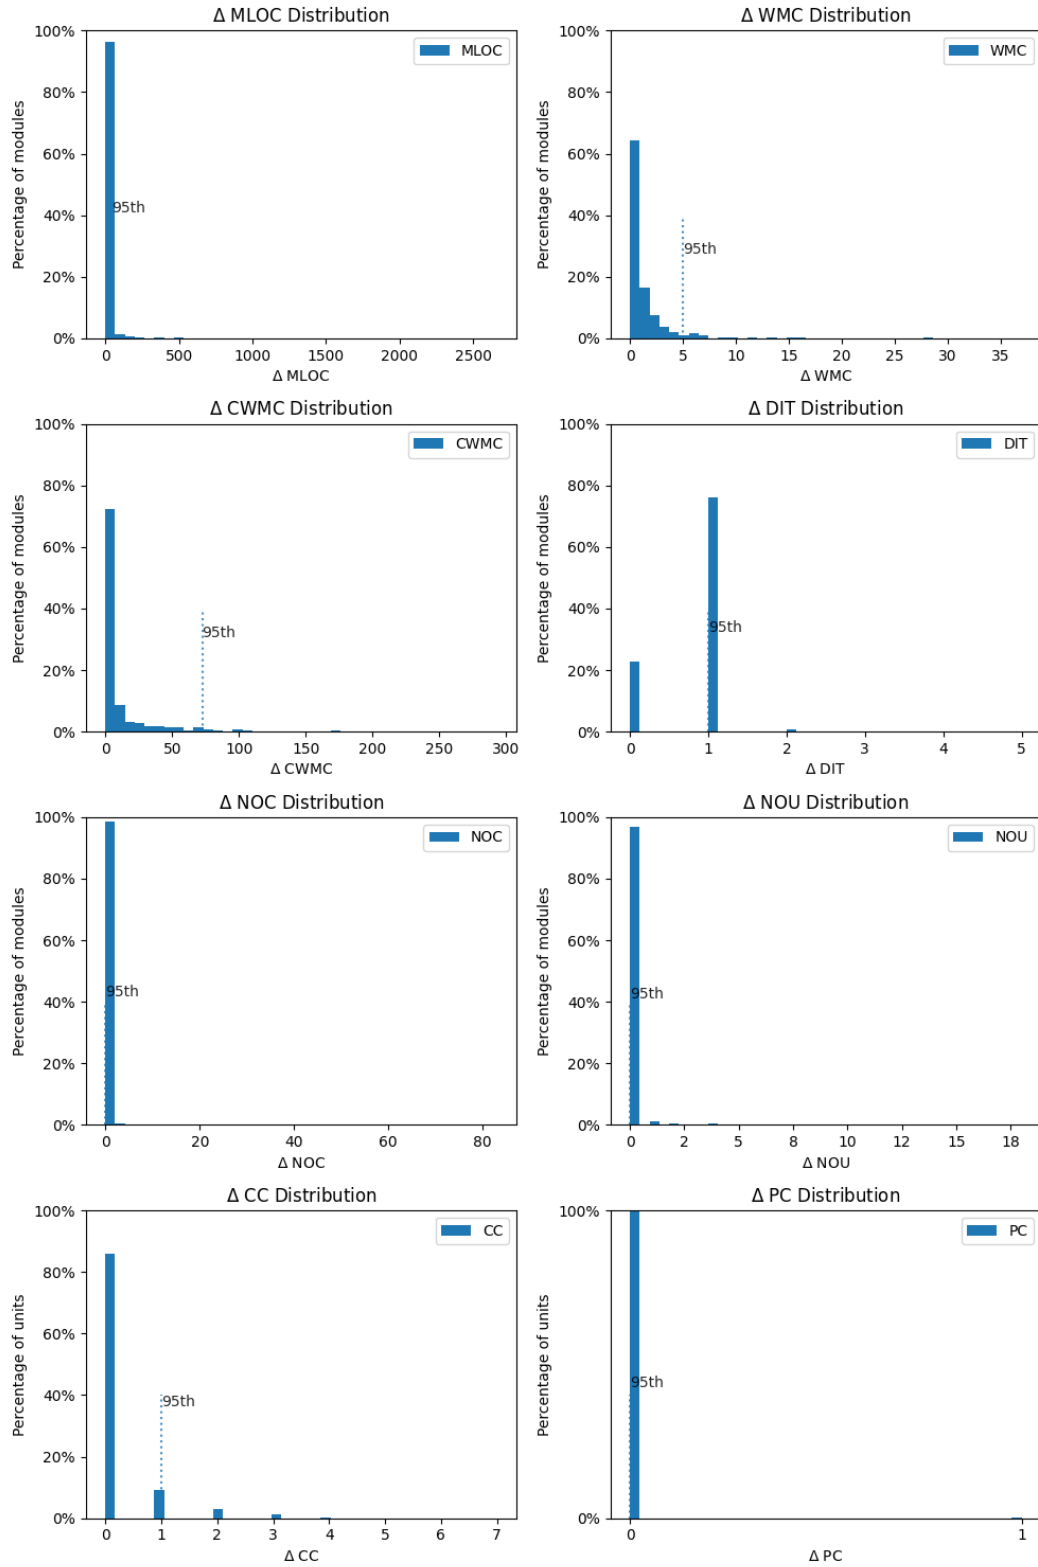 Δ MLOC Distribution
MLOC
Percentage of modules
100%
80%
60%
40%
20%
0%
95th
0 500 1000 1500 2000 2500
Δ MLOC
Δ WMC Distribution
WMC
Percentage of modules
100%
80%
60%
40%
20%
0%
95th
0 5 10 15 20 25 30 35
Δ WMC
Δ CWMC Distribution
CWMC
Percentage of modules
100%
80%
60%
40%
20%
0%
95th
0 50 100 150 200 250 300
Δ CWMC
Δ DIT Distribution
DIT
Percentage of modules
100%
80%
60%
40%
20%
0%
95th
0 1 2 3 4 5
Δ DIT
Δ NOC Distribution
NOC
Percentage of modules
100%
80%
60%
40%
20%
0%
95th
0 20 40 60 80
Δ NOC
Δ NOU Distribution
NOU
Percentage of modules
100%
80%
60%
40%
20%
0%
95th
0 2 5 8 10 12 15 18
Δ NOU
Δ CC Distribution
CC
Percentage of units
100%
80%
60%
40%
20%
0%
95th
0 1 2 3 4 5 6 7
Δ CC
Δ PC Distribution
PC
Percentage of units
100%
80%
60%
40%
20%
0%
95th
0 1
Δ PC